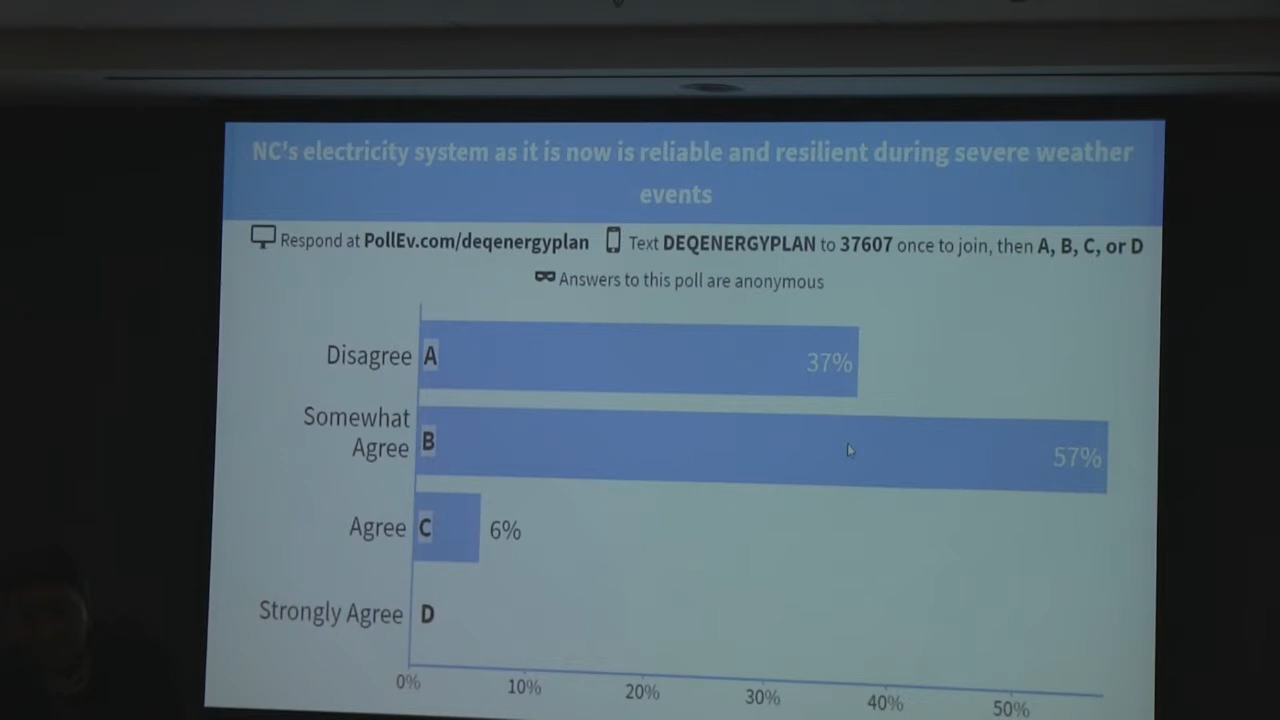 NC's electricity system as it is now is reliable and resilient during severe weather
events
Respond at PollEv.com/deqenergyplan Text DEQENERGYPLAN to 37607 once to join, then A, B, C, or D
Answers to this poll are anonymous
Disagree A 37%
Somewhat
Agree B 57%
Agree C 6%
Strongly Agree D
0% 10% 20% 30% 40% 50%